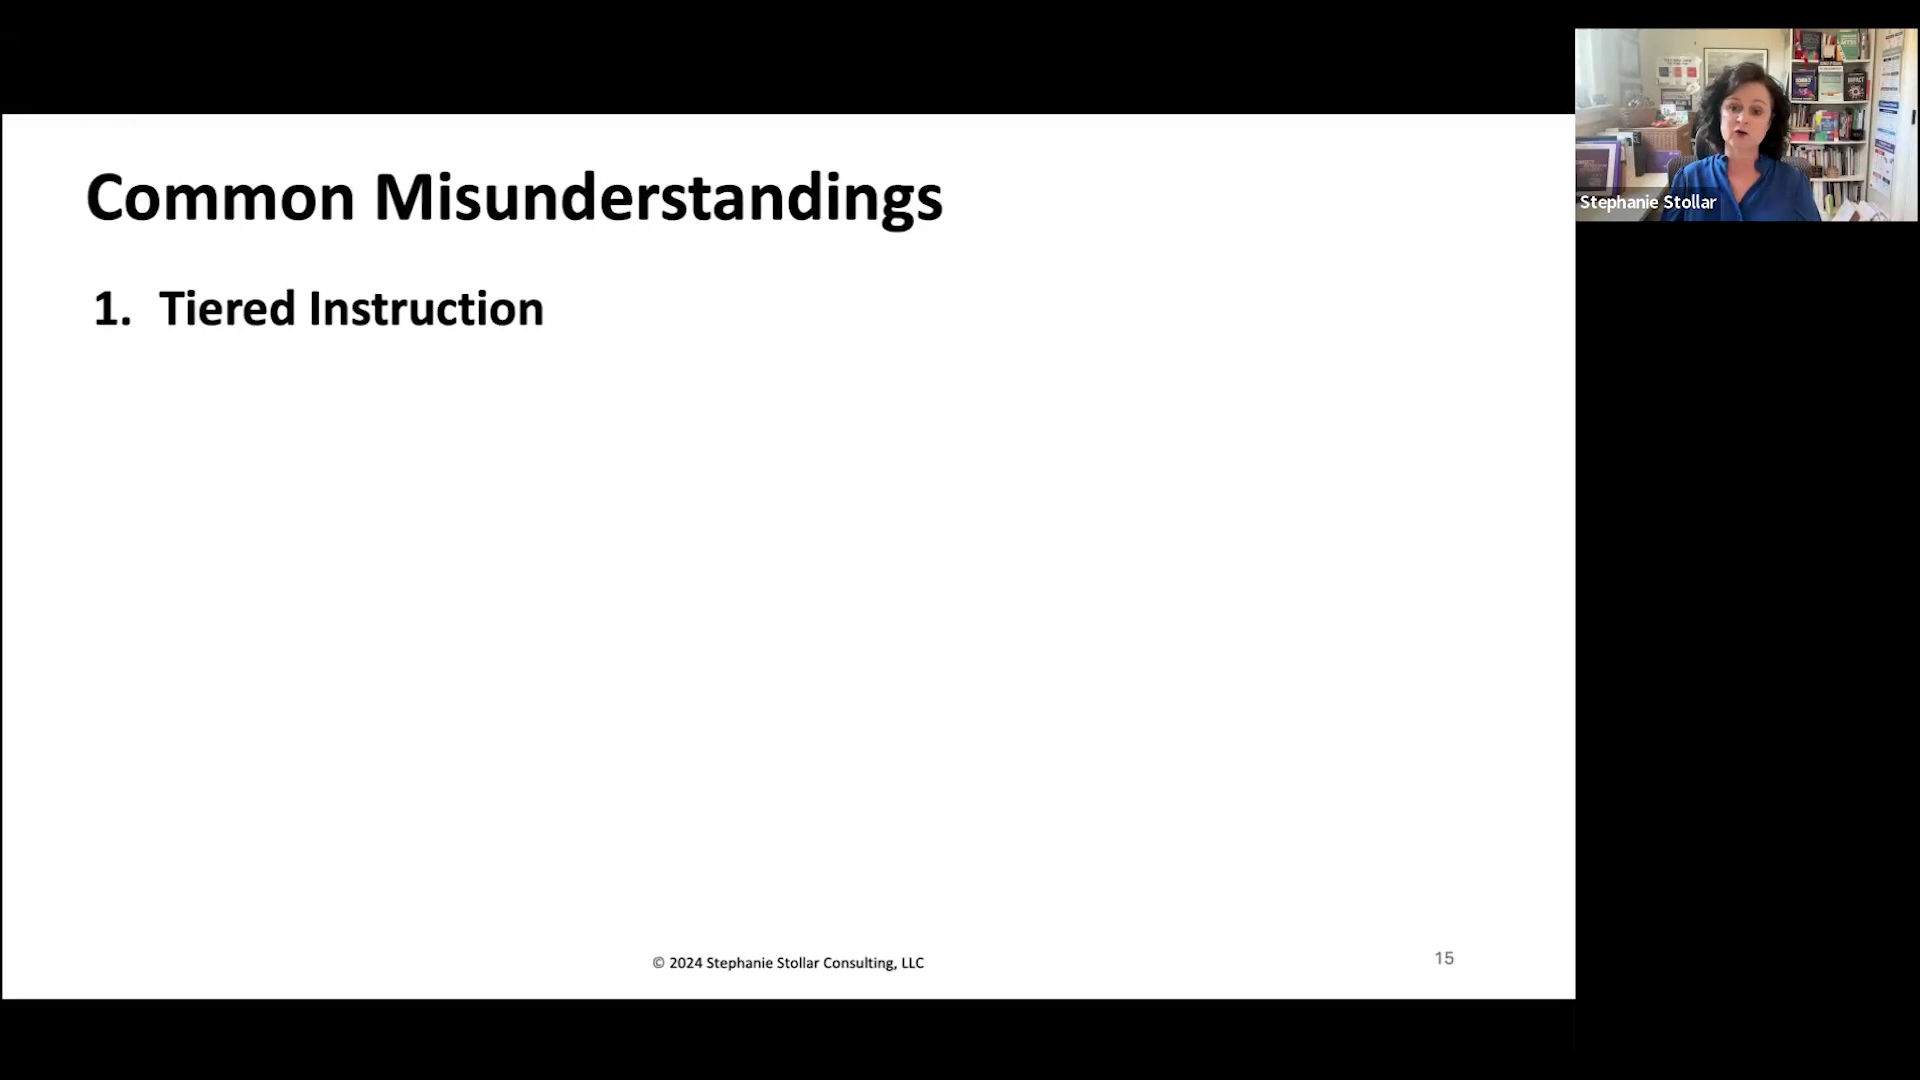 Common Misunderstandings
1. Tiered Instruction
© 2024 Stephanie Stollar Consulting, LLC
15
Stephanie Stollar